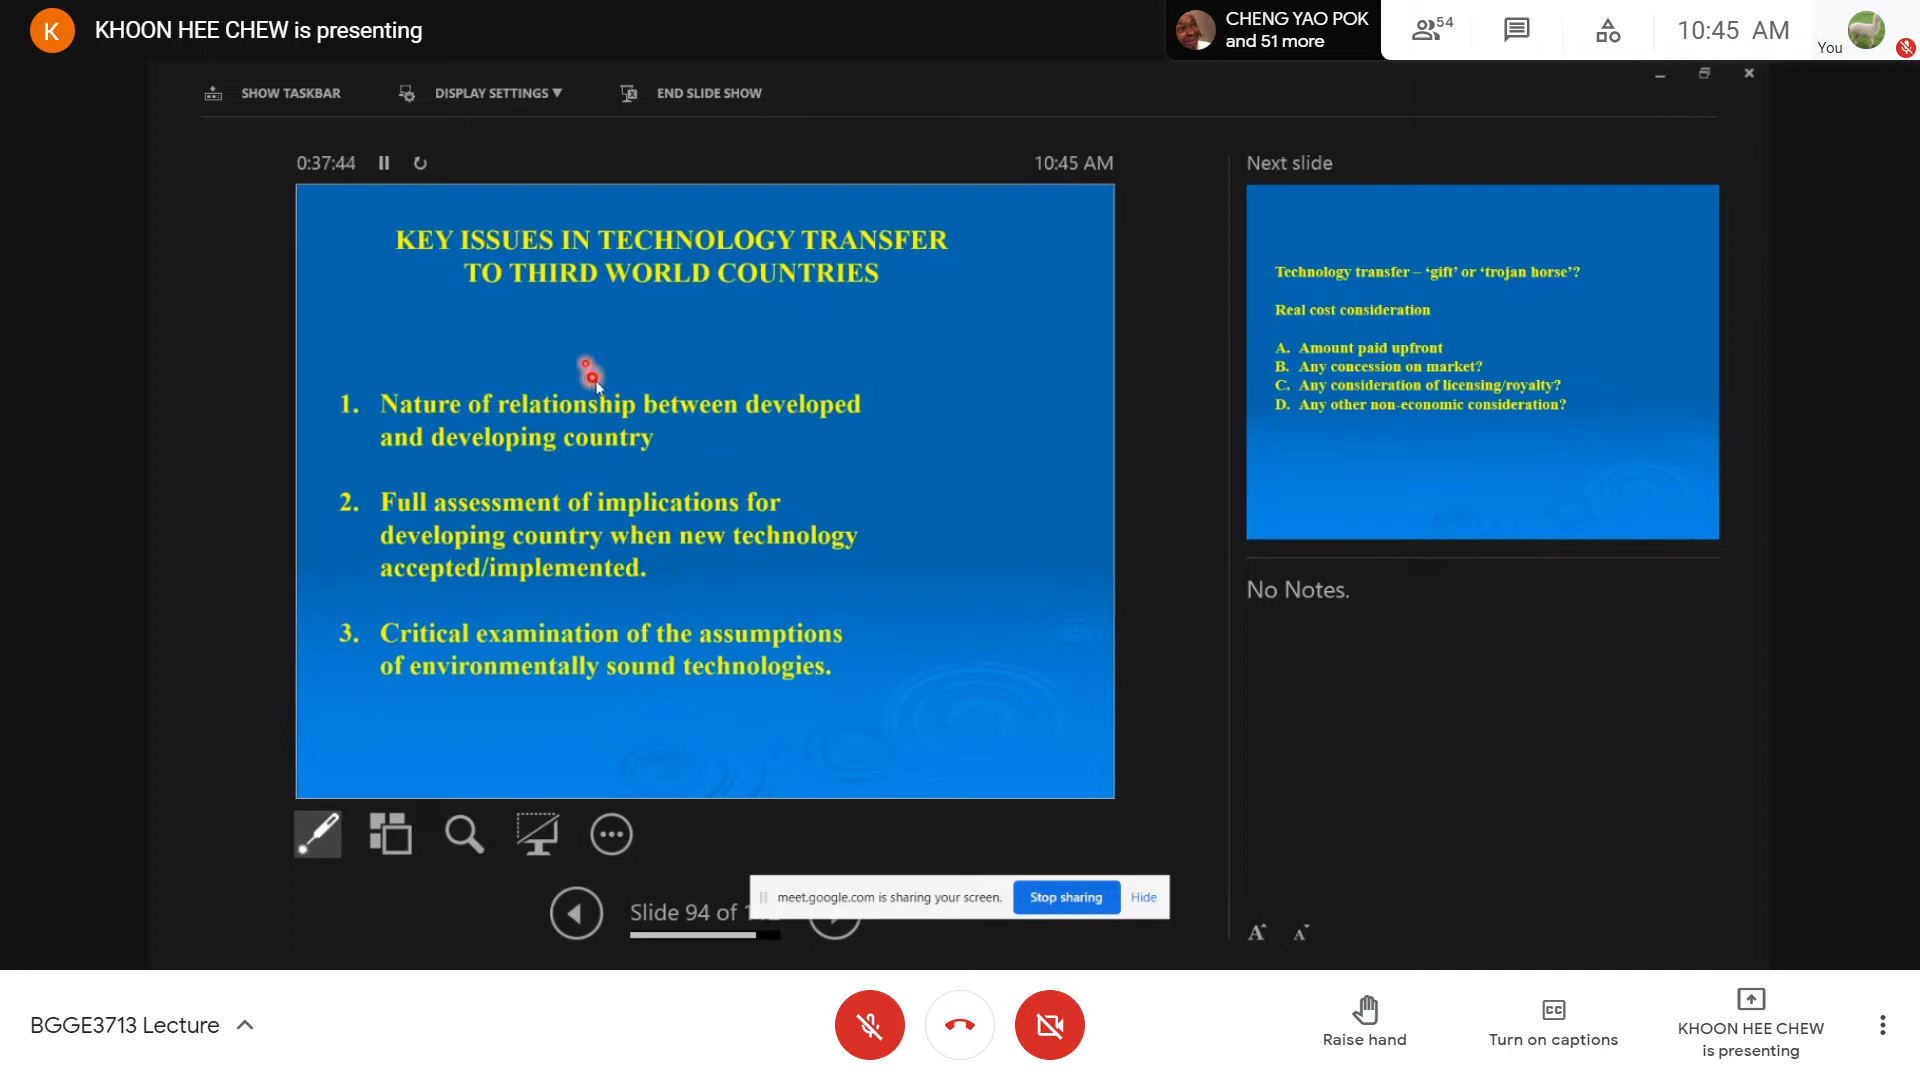 K
KHOON HEE CHEW is presenting
CHENG YAO POK
and 51 more
54
10:45 AM
You
SHOW TASKBAR
DISPLAY SETTINGS ▼
END SLIDE SHOW
0:37:44
10:45 AM
KEY ISSUES IN TECHNOLOGY TRANSFER
TO THIRD WORLD COUNTRIES
1. Nature of relationship between developed
and developing country
2. Full assessment of implications for
developing country when new technology
accepted/implemented.
3. Critical examination of the assumptions
of environmentally sound technologies.
Next slide
Technology transfer – ‘gift’ or ‘trojan horse’?
Real cost consideration
A. Amount paid upfront
B. Any concession on market?
C. Any consideration of licensing/royalty?
D. Any other non-economic consideration?
No Notes.
Slide 94 of
meet.google.com is sharing your screen.
Stop sharing
Hide
A A
BGGE3713 Lecture
Raise hand
CC
Turn on captions
KHOON HEE CHEW
is presenting